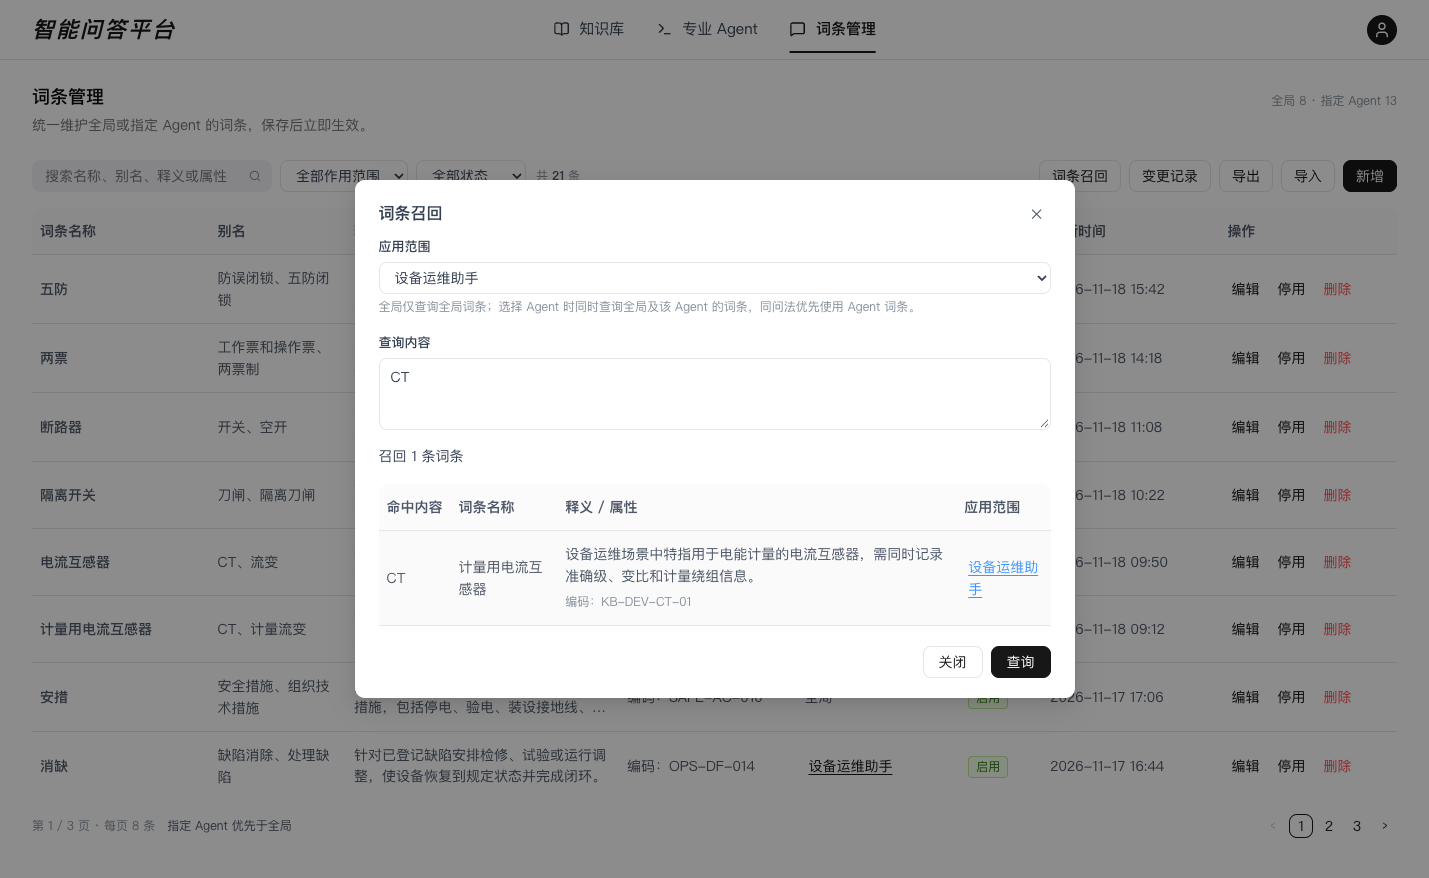 智能问答平台
知识库
专业 Agent
词条管理
词条管理
统一维护全局或指定 Agent 的词条，保存后立即生效。
全局 8 · 指定 Agent 13
搜索名称、别名、释义或属性
全部作用范围
全部状态
共 21 条
词条召回
变更记录
导出
导入
新增
词条名称
别名
时间
操作
五防
防误闭锁、五防闭
锁
6-11-18 15:42
编辑
停用
删除
两票
工作票和操作票、
两票制
6-11-18 14:18
编辑
停用
删除
断路器
开关、空开
6-11-18 11:08
编辑
停用
删除
隔离开关
刀闸、隔离刀闸
6-11-18 10:22
编辑
停用
删除
电流互感器
CT、流变
6-11-18 09:50
编辑
停用
删除
计量用电流互感器
CT、计量流变
6-11-18 09:12
编辑
停用
删除
安措
安全措施、组织技
术措施
措施，包括停电、验电、装设接地线、...
全局
启用
2026-11-17 17:06
编辑
停用
删除
消缺
缺陷消除、处理缺
陷
针对已登记缺陷安排检修、试验或运行调
整，使设备恢复到规定状态并完成闭环。
编码：OPS-DF-014
设备运维助手
启用
2026-11-17 16:44
编辑
停用
删除
第 1 / 3 页 · 每页 8 条
指定 Agent 优先于全局
1
2
3
词条召回
应用范围
设备运维助手
全局仅查询全局词条；选择 Agent 时同时查询全局及该 Agent 的词条，同问法优先使用 Agent 词条。
查询内容
CT
召回 1 条词条
命中内容
词条名称
释义 / 属性
应用范围
CT
计量用电流互
感器
设备运维场景中特指用于电能计量的电流互感器，需同时记录
准确级、变比和计量绕组信息。
编码：KB-DEV-CT-01
设备运维助
手
关闭
查询